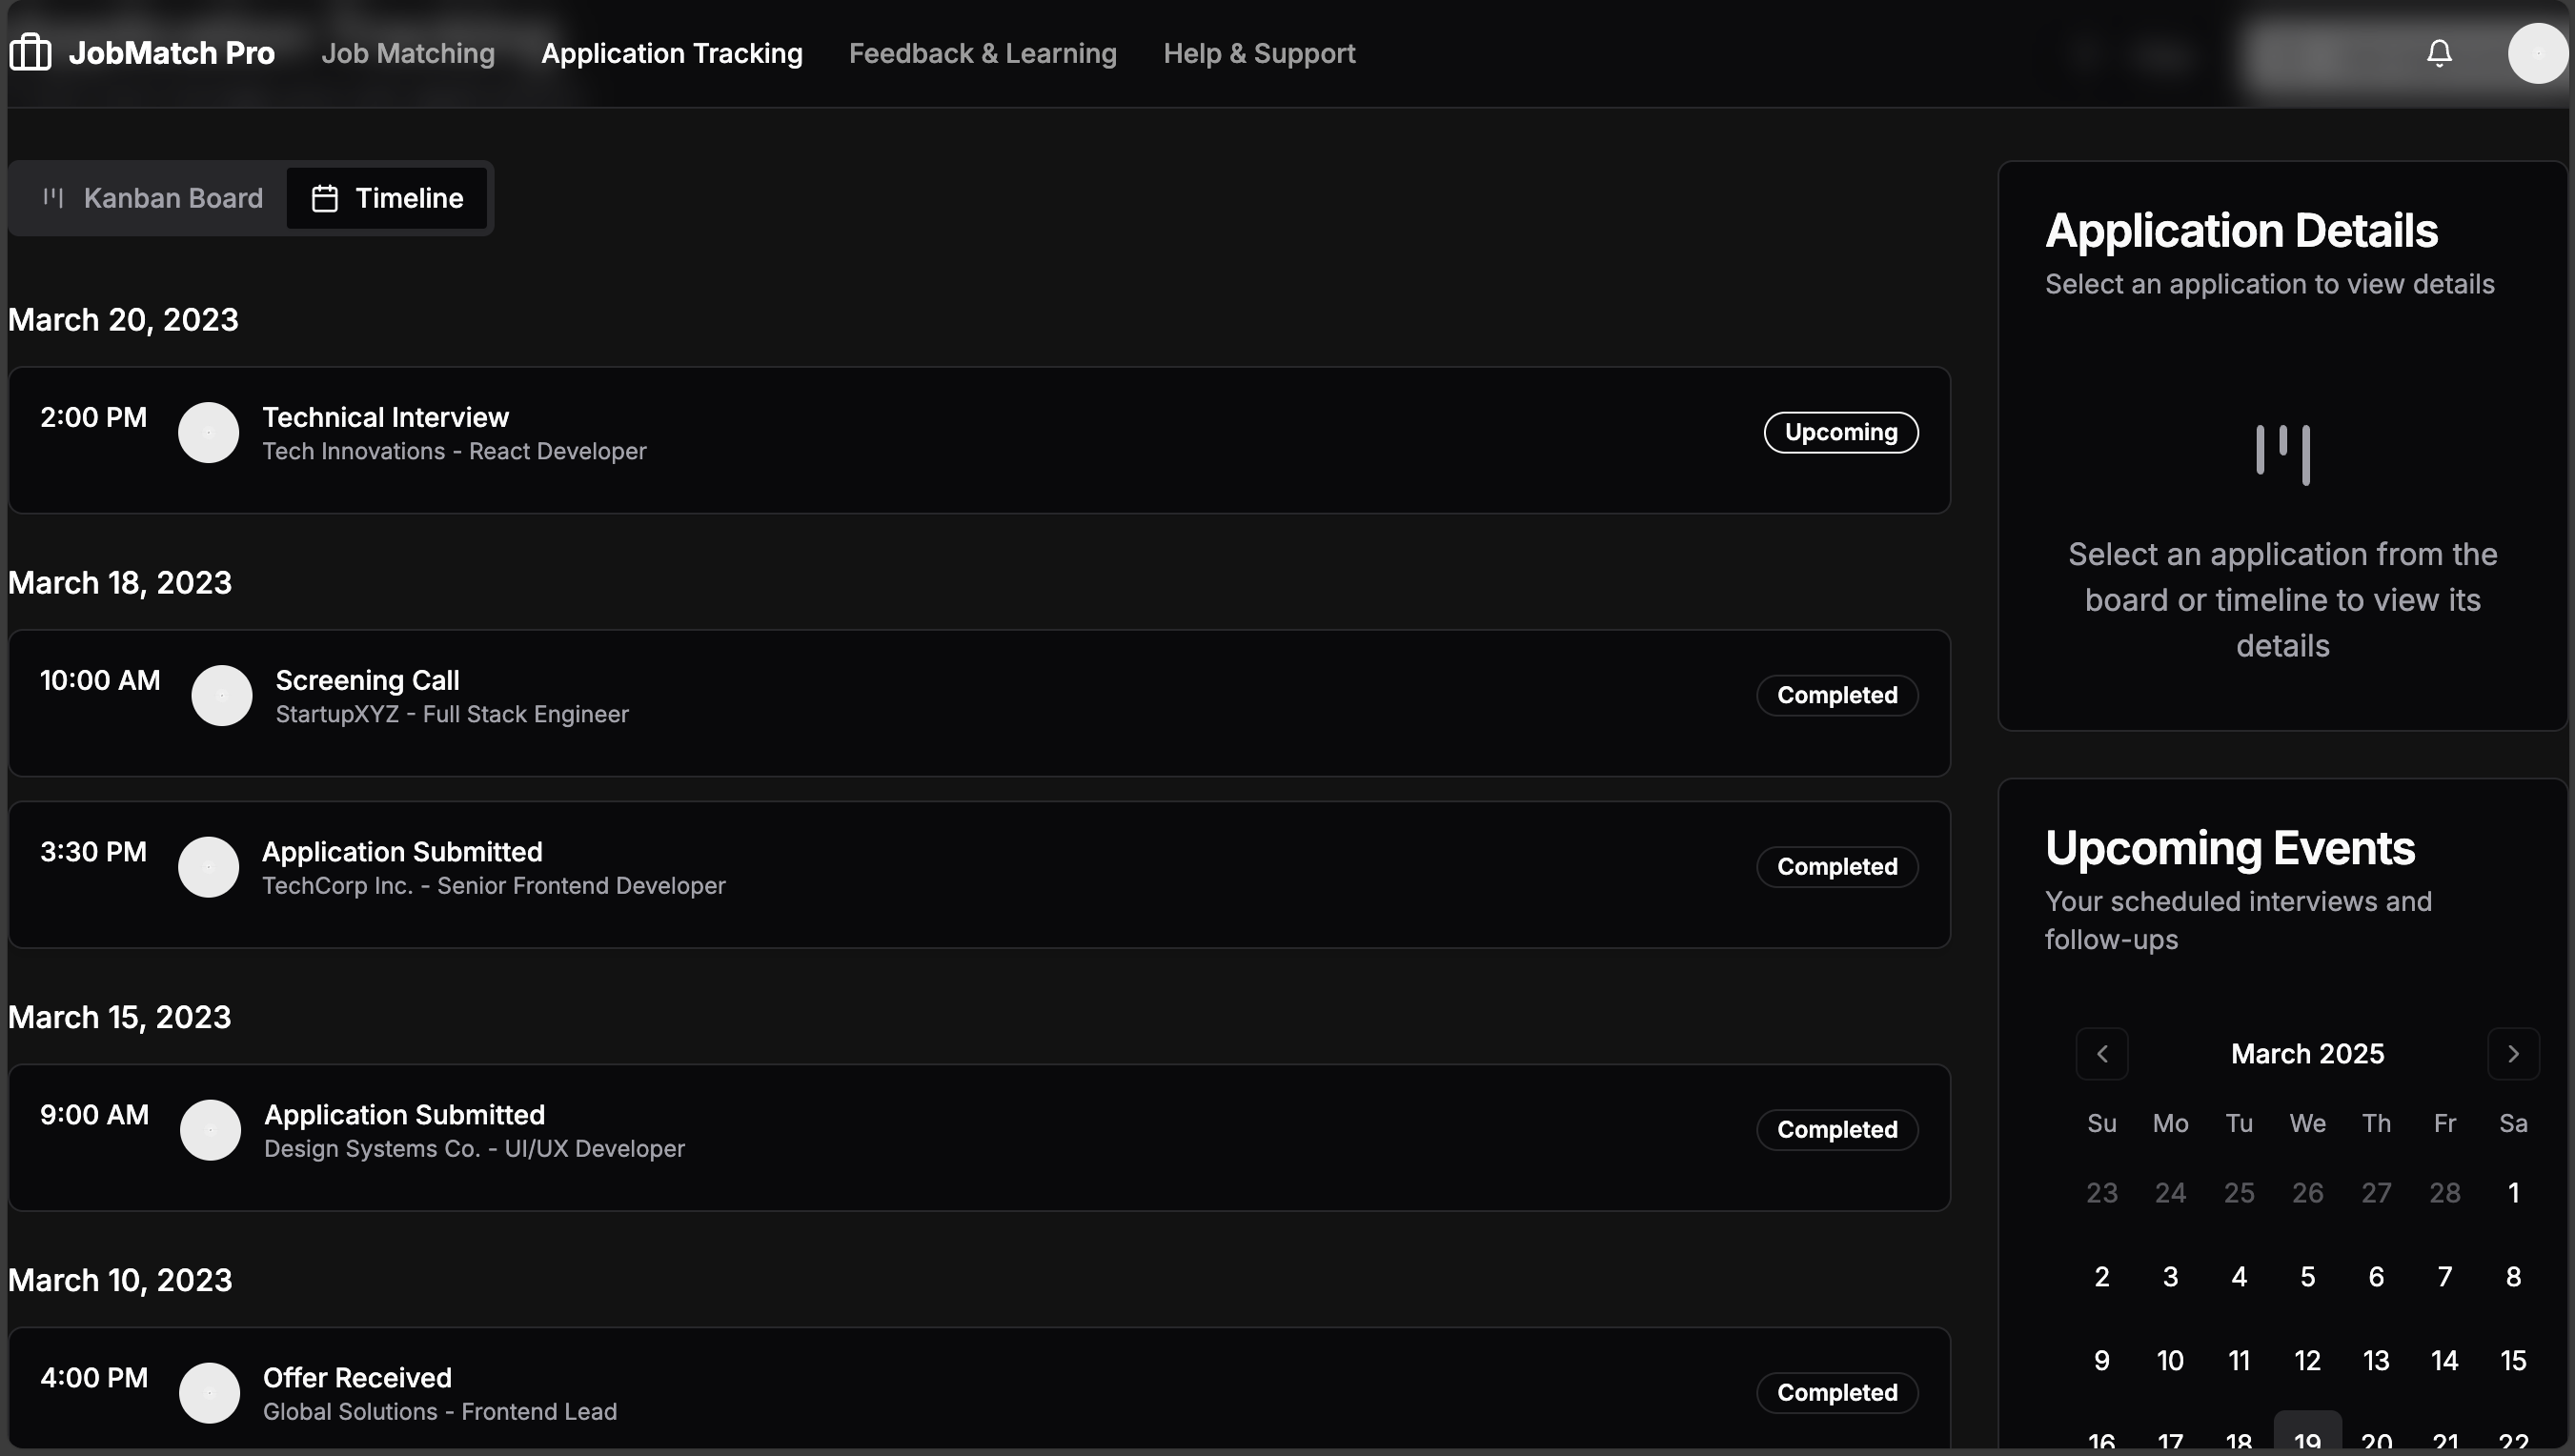 JobMatch Pro
Job Matching
Application Tracking
Feedback & Learning
Help & Support
Kanban Board
Timeline
March 20, 2023
2:00 PM
Technical Interview
Tech Innovations - React Developer
Upcoming
March 18, 2023
10:00 AM
Screening Call
StartupXYZ - Full Stack Engineer
Completed
3:30 PM
Application Submitted
TechCorp Inc. - Senior Frontend Developer
Completed
March 15, 2023
9:00 AM
Application Submitted
Design Systems Co. - UI/UX Developer
Completed
March 10, 2023
4:00 PM
Offer Received
Global Solutions - Frontend Lead
Completed
Application Details
Select an application to view details
Select an application from the
board or timeline to view its
details
Upcoming Events
Your scheduled interviews and
follow-ups
March 2025
Su Mo Tu We Th Fr Sa
23 24 25 26 27 28 1
2 3 4 5 6 7 8
9 10 11 12 13 14 15
16 17 18 19 20 21 22